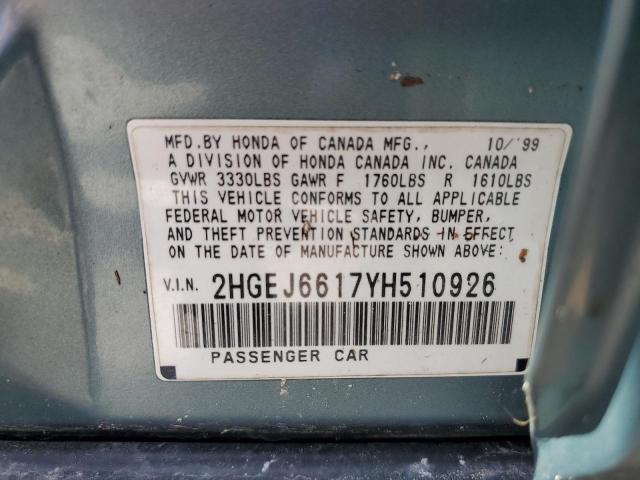 MFD. BY HONDA OF CANADA MFG., 10/'99
A DIVISION OF HONDA CANADA INC. CANADA
GVWR 3330LBS GAWR F 1760LBS R 1610LBS
THIS VEHICLE CONFORMS TO ALL APPLICABLE
FEDERAL MOTOR VEHICLE SAFETY, BUMPER,
AND THEFT PREVENTION STANDARDS IN EFFECT
ON THE DATE OF MANUFACTURE SHOWN ABOVE:
V.I.N. 2HGEJ6617YH510926
PASSENGER CAR